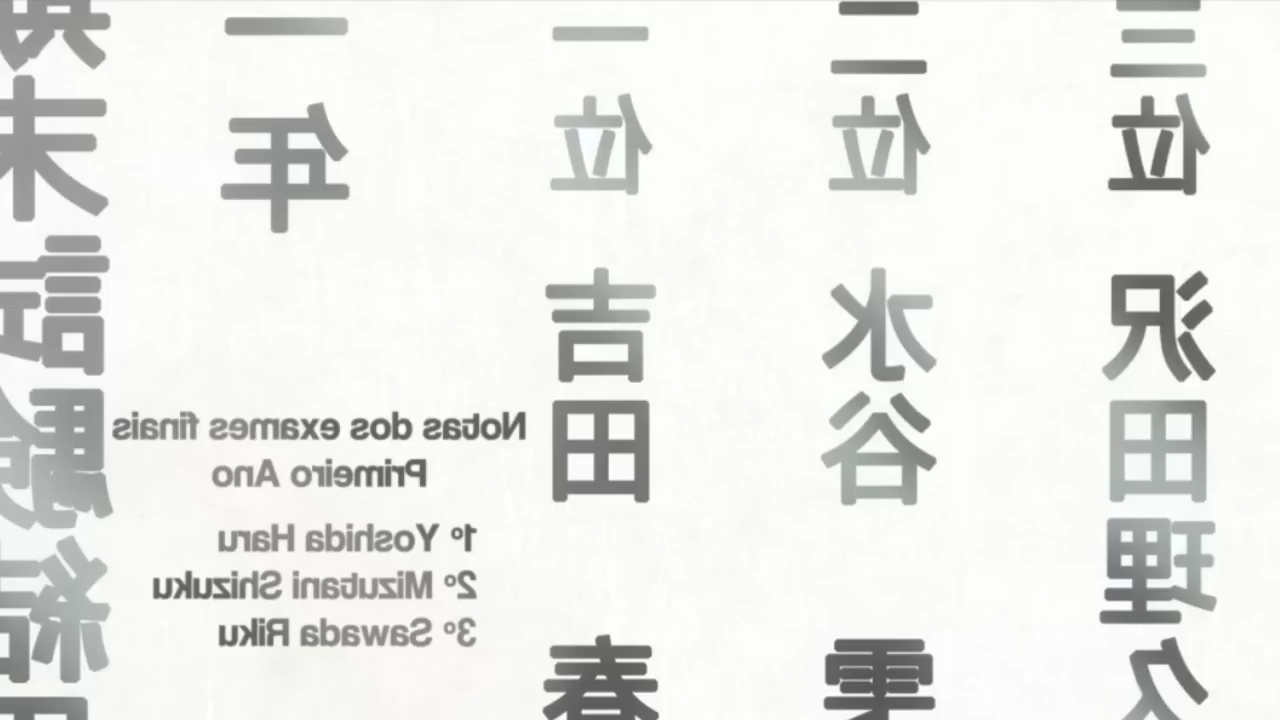 期末試験結
一年
一位 吉田 春
二位 水谷 雫
三位 沢田理久
Notas dos exames finais
Primeiro Ano
1º Yoshida Haru
2º Mizutani Shizuku
3º Sawada Riku